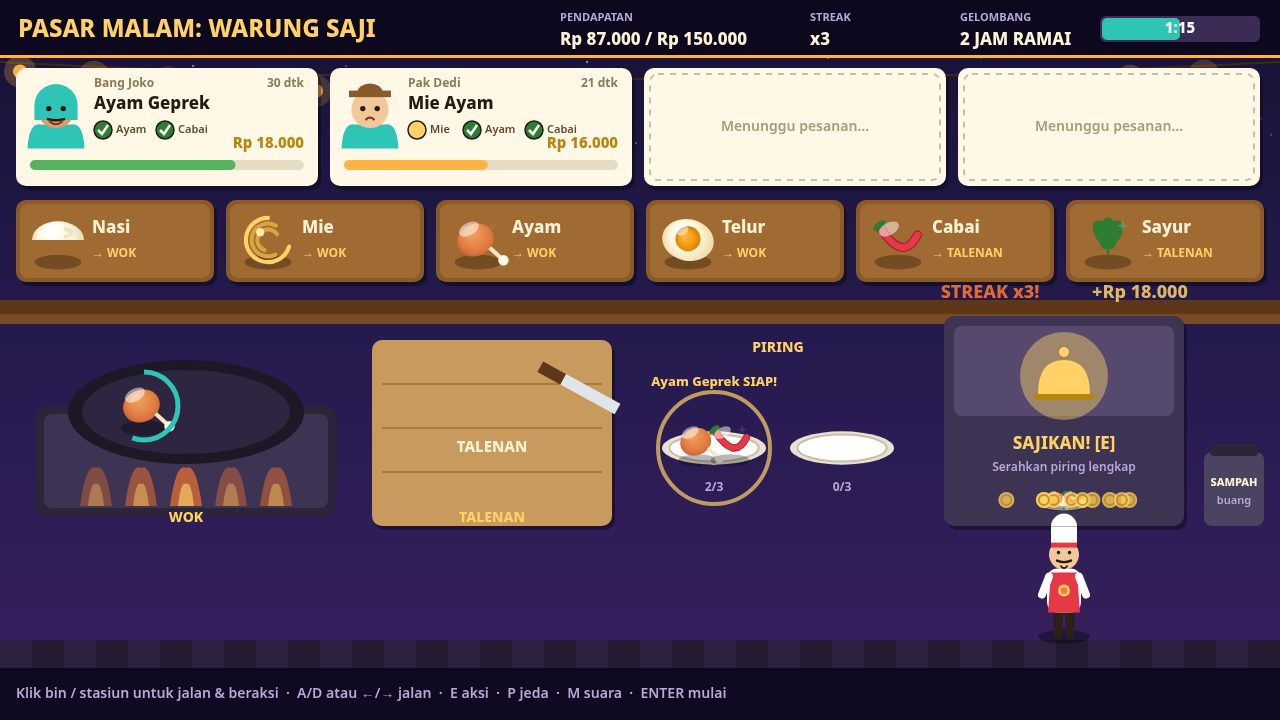 PASAR MALAM: WARUNG SAJI
PENDAPATAN
Rp 87.000 / Rp 150.000
STREAK
x3
GELOMBANG
2 JAM RAMAI
1:15
Bang Joko
30 dtk
Ayam Geprek
Ayam
Cabai
Rp 18.000
Pak Dedi
21 dtk
Mie Ayam
Mie
Ayam
Cabai
Rp 16.000
Menunggu pesanan...
Menunggu pesanan...
Nasi
→ WOK
Mie
→ WOK
Ayam
→ WOK
Telur
→ WOK
Cabai
→ TALENAN
Sayur
→ TALENAN
STREAK x3!
+Rp 18.000
WOK
TALENAN
TALENAN
PIRING
Ayam Geprek SIAP!
2/3
0/3
SAJIKAN! [E]
Serahkan piring lengkap
SAMPAH
buang
Klik bin / stasiun untuk jalan & beraksi · A/D atau ←/→ jalan · E aksi · P jeda · M suara · ENTER mulai